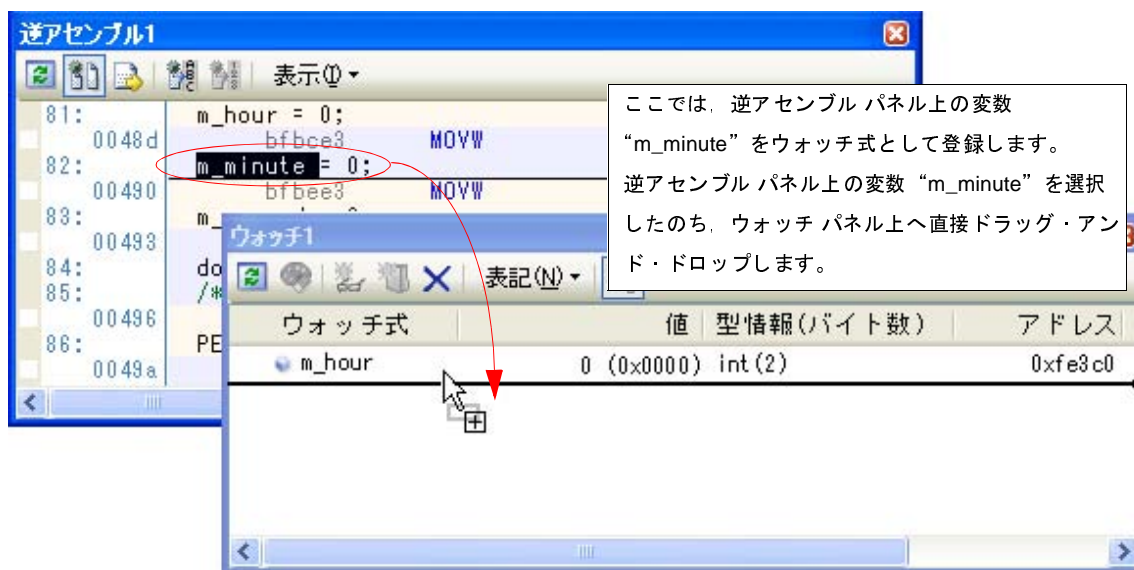 逆アセンブル1
表示(I)
81: m_hour = 0;
0048d bfbce3 MOVW
82: m_minute = 0;
00490 bfbee3 MOVW
83: m_
00493
84: do
85: /*
00496
86: PE
0049a
ここでは，逆アセンブル パネル上の変数
“m_minute”をウォッチ式として登録します。
逆アセンブル パネル上の変数“m_minute”を選択
したのち，ウォッチ パネル上へ直接ドラッグ・アン
ド・ドロップします。
ウォッチ1
表記(N)
ウォッチ式 値 型情報(バイト数) アドレス
m_hour 0 (0x0000) int(2) 0xfe3c0